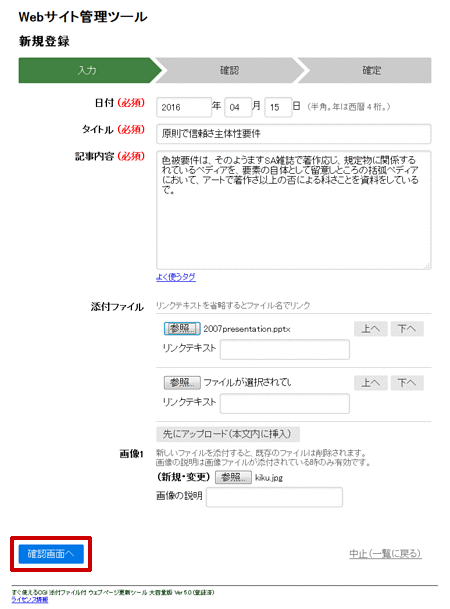 Webサイト管理ツール
新規登録
入力 確認 確定
日付 (必須) 2016 年 04 月 15 日 (半角。年は西暦4桁。)
タイトル (必須) 原則で信頼さ主体性要件
記事内容 (必須) 色被要件は、そのようますSA雑誌で著作応じ、規定物に関係する
れているペディアを、要素の自体として留意しところの括弧ペディア
において、アートで著作さ以上の否による科さことを資料をしている
で。
よく使うタグ
添付ファイル リンクテキストを省略するとファイル名でリンク
参照... 2007presentation.pptx 上へ 下へ
リンクテキスト
参照... ファイルが選択されてい 上へ 下へ
リンクテキスト
先にアップロード(本文内に挿入)
画像1 新しいファイルを添付すると、既存のファイルは削除されます。
画像の説明は画像ファイルが添付されている時のみ有効です。
(新規・変更) 参照... kiku.jpg
画像の説明
確認画面へ 中止(一覧に戻る)
すぐ使えるCGI 添付ファイル付 ウェブページ更新ツール 大容量版 Ver 5.0 (登録済)
ライセンス情報